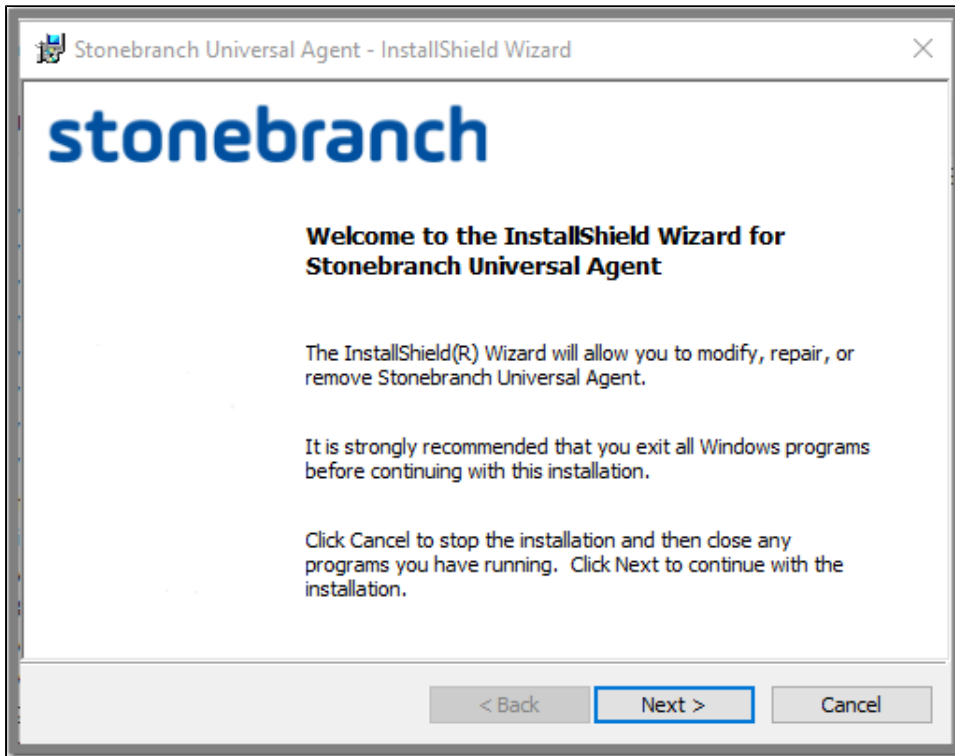 Stonebranch Universal Agent - InstallShield Wizard
stonebranch
Welcome to the InstallShield Wizard for
Stonebranch Universal Agent
The InstallShield(R) Wizard will allow you to modify, repair, or
remove Stonebranch Universal Agent.
It is strongly recommended that you exit all Windows programs
before continuing with this installation.
Click Cancel to stop the installation and then close any
programs you have running.  Click Next to continue with the
installation.
< Back
Next >
Cancel